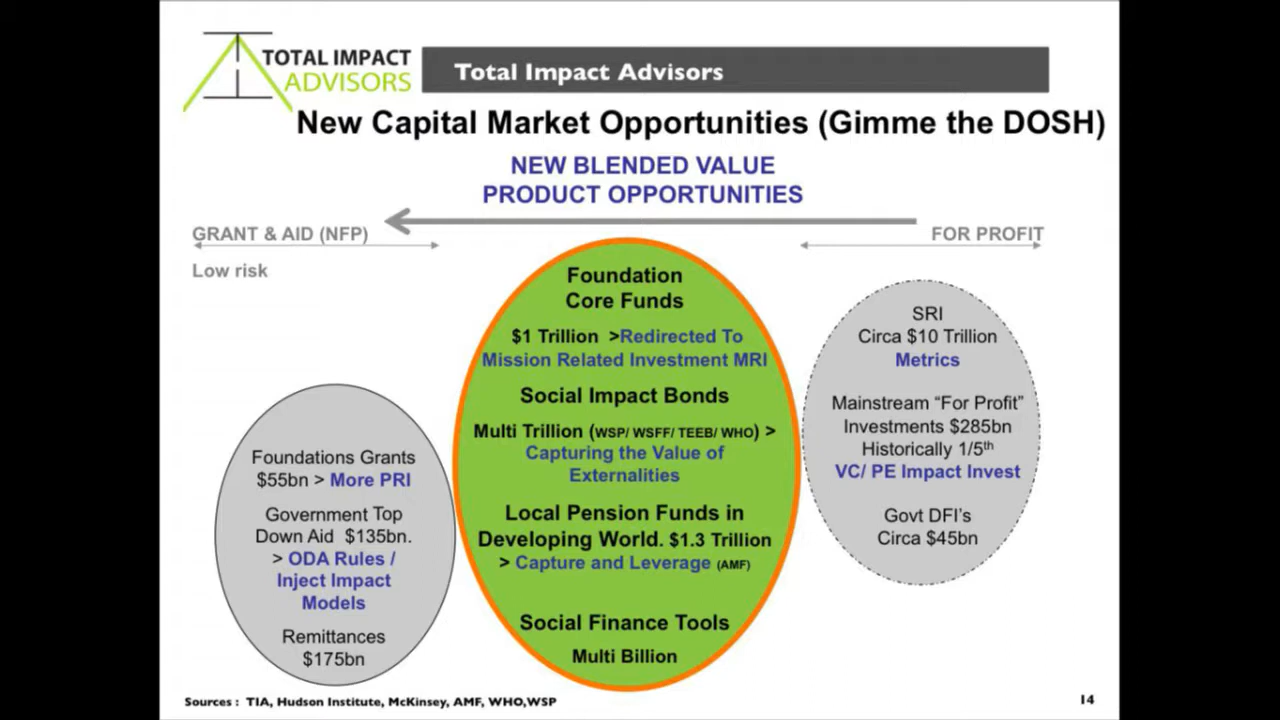 TOTAL IMPACT
ADVISORS
Total Impact Advisors
New Capital Market Opportunities (Gimme the DOSH)
NEW BLENDED VALUE
PRODUCT OPPORTUNITIES
GRANT & AID (NFP)
Low risk
FOR PROFIT
Foundations Grants
$55bn > More PRI
Government Top
Down Aid $135bn.
> ODA Rules /
Inject Impact
Models
Remittances
$175bn
Foundation
Core Funds
$1 Trillion >Redirected To
Mission Related Investment MRI
Social Impact Bonds
Multi Trillion (WSP/ WSFF/ TEEB/ WHO) >
Capturing the Value of
Externalities
Local Pension Funds in
Developing World. $1.3 Trillion
> Capture and Leverage (AMF)
Social Finance Tools
Multi Billion
SRI
Circa $10 Trillion
Metrics
Mainstream “For Profit”
Investments $285bn
Historically 1/5th
VC/ PE Impact Invest
Govt DFI’s
Circa $45bn
Sources : TIA, Hudson Institute, McKinsey, AMF, WHO,WSP
14